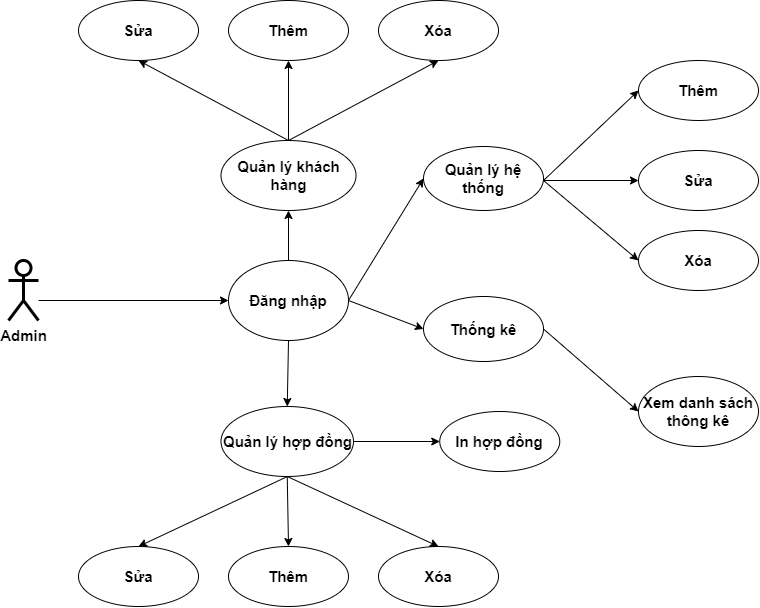 Sửa
Thêm
Xóa
Thêm
Quản lý khách
hàng
Quản lý hệ
thống
Sửa
Xóa
Đăng nhập
Admin
Thống kê
Xem danh sách
thông kê
Quản lý hợp đồng
In hợp đồng
Sửa
Thêm
Xóa